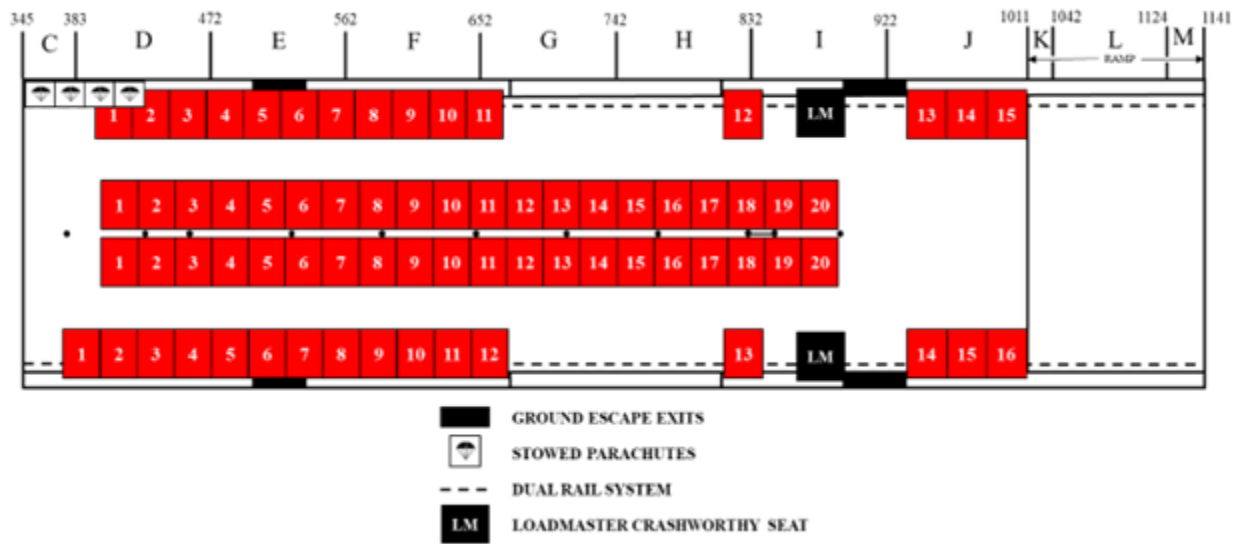 345 383 472 562 652 742 832 922 1011 1042 1124 1141
C D E F G H I J K L M
RAMP
1 2 3 4 5 6 7 8 9 10 11 12 LM 13 14 15
1 2 3 4 5 6 7 8 9 10 11 12 13 14 15 16 17 18 19 20
1 2 3 4 5 6 7 8 9 10 11 12 13 14 15 16 17 18 19 20
1 2 3 4 5 6 7 8 9 10 11 12 13 LM 14 15 16
GROUND ESCAPE EXITS
STOWED PARACHUTES
DUAL RAIL SYSTEM
LM LOADMASTER CRASHWORTHY SEAT